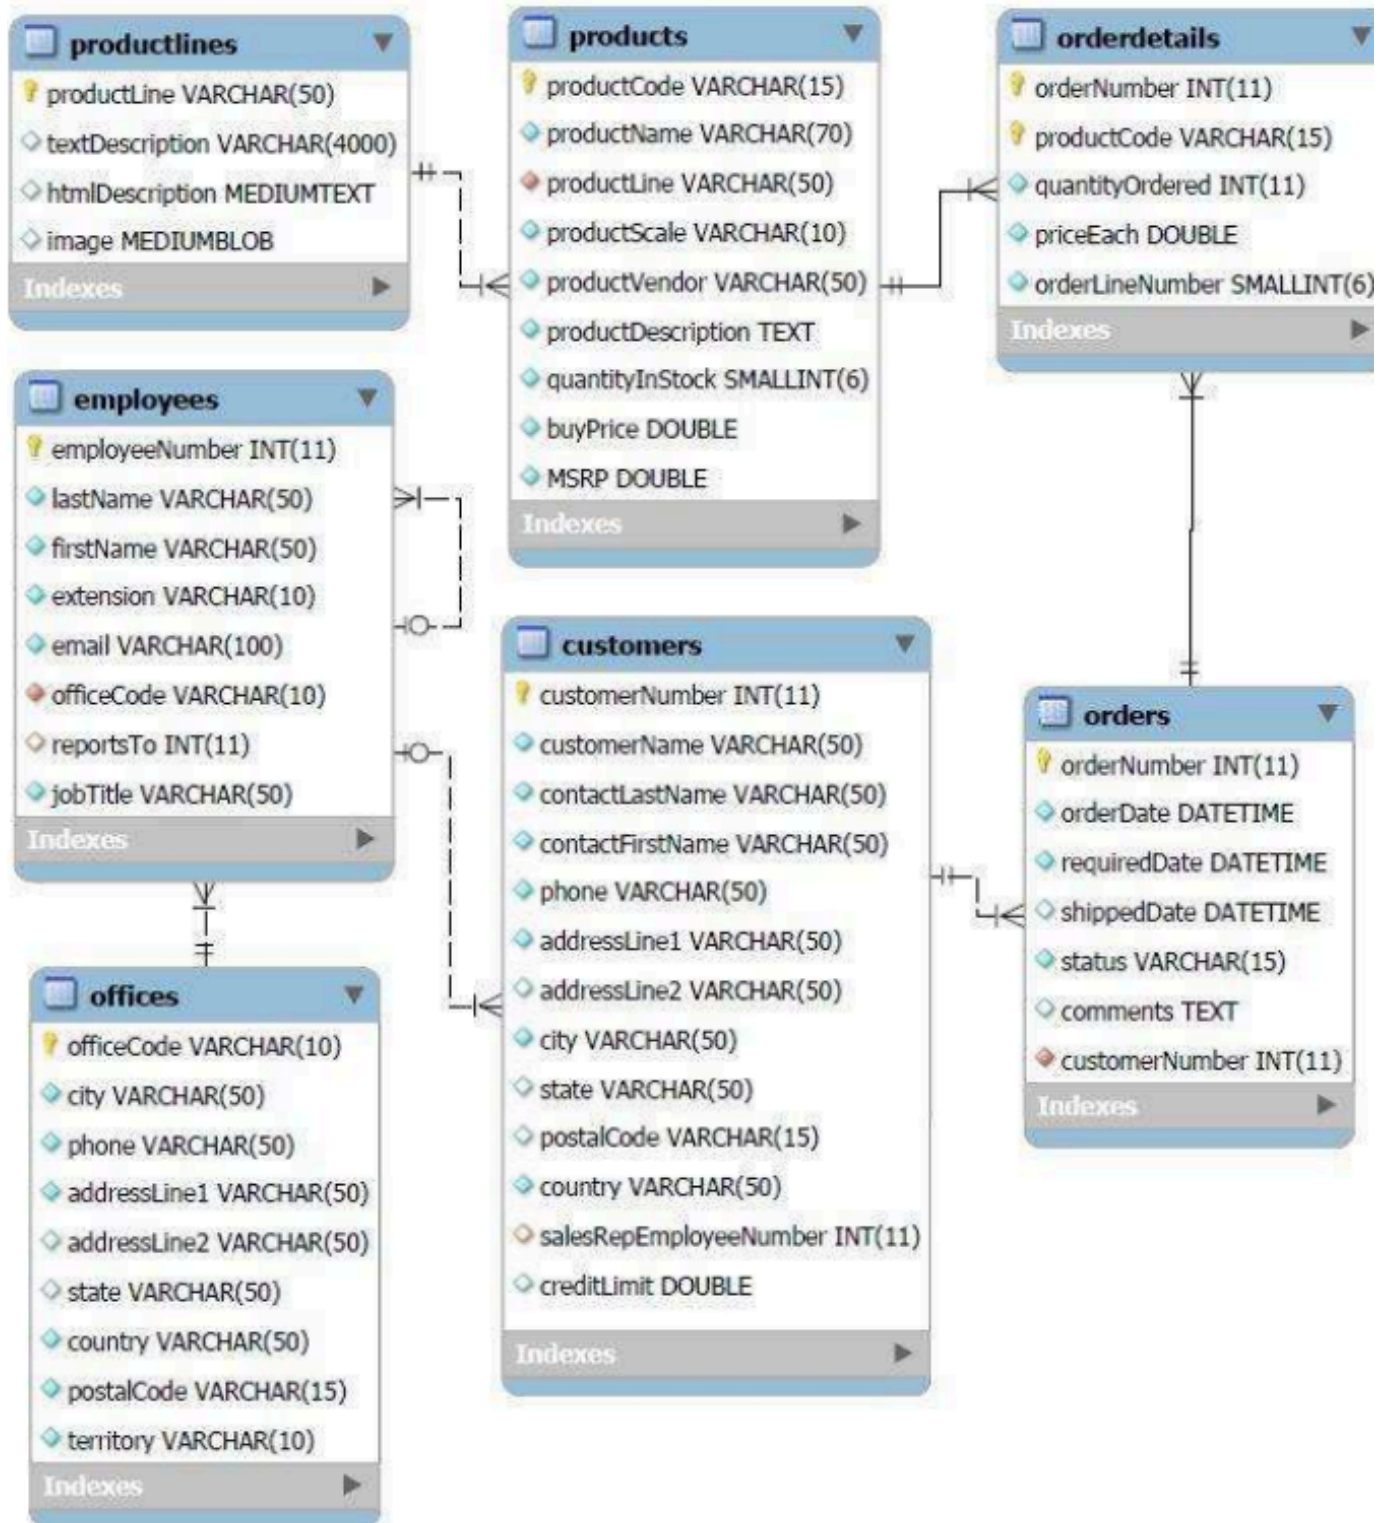 productlines
productLine VARCHAR(50)
textDescription VARCHAR(4000)
htmlDescription MEDIUMTEXT
image MEDIUMBLOB
Indexes
products
productCode VARCHAR(15)
productName VARCHAR(70)
productLine VARCHAR(50)
productScale VARCHAR(10)
productVendor VARCHAR(50)
productDescription TEXT
quantityInStock SMALLINT(6)
buyPrice DOUBLE
MSRP DOUBLE
Indexes
orderdetails
orderNumber INT(11)
productCode VARCHAR(15)
quantityOrdered INT(11)
priceEach DOUBLE
orderLineNumber SMALLINT(6)
Indexes
employees
employeeNumber INT(11)
lastName VARCHAR(50)
firstName VARCHAR(50)
extension VARCHAR(10)
email VARCHAR(100)
officeCode VARCHAR(10)
reportsTo INT(11)
jobTitle VARCHAR(50)
Indexes
customers
customerNumber INT(11)
customerName VARCHAR(50)
contactLastName VARCHAR(50)
contactFirstName VARCHAR(50)
phone VARCHAR(50)
addressLine1 VARCHAR(50)
addressLine2 VARCHAR(50)
city VARCHAR(50)
state VARCHAR(50)
postalCode VARCHAR(15)
country VARCHAR(50)
salesRepEmployeeNumber INT(11)
creditLimit DOUBLE
Indexes
orders
orderNumber INT(11)
orderDate DATETIME
requiredDate DATETIME
shippedDate DATETIME
status VARCHAR(15)
comments TEXT
customerNumber INT(11)
Indexes
offices
officeCode VARCHAR(10)
city VARCHAR(50)
phone VARCHAR(50)
addressLine1 VARCHAR(50)
addressLine2 VARCHAR(50)
state VARCHAR(50)
country VARCHAR(50)
postalCode VARCHAR(15)
territory VARCHAR(10)
Indexes